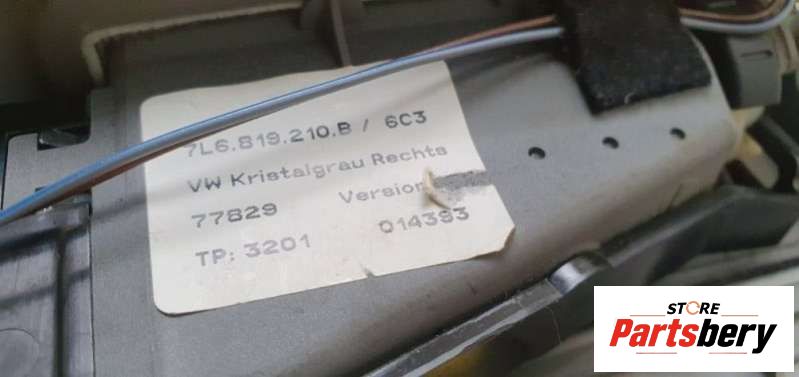 7L6.819.210.B / 6C3
VW Kristalgrau Rechts
77829 Version
TP: 3201 014393
STORE
Partsbery